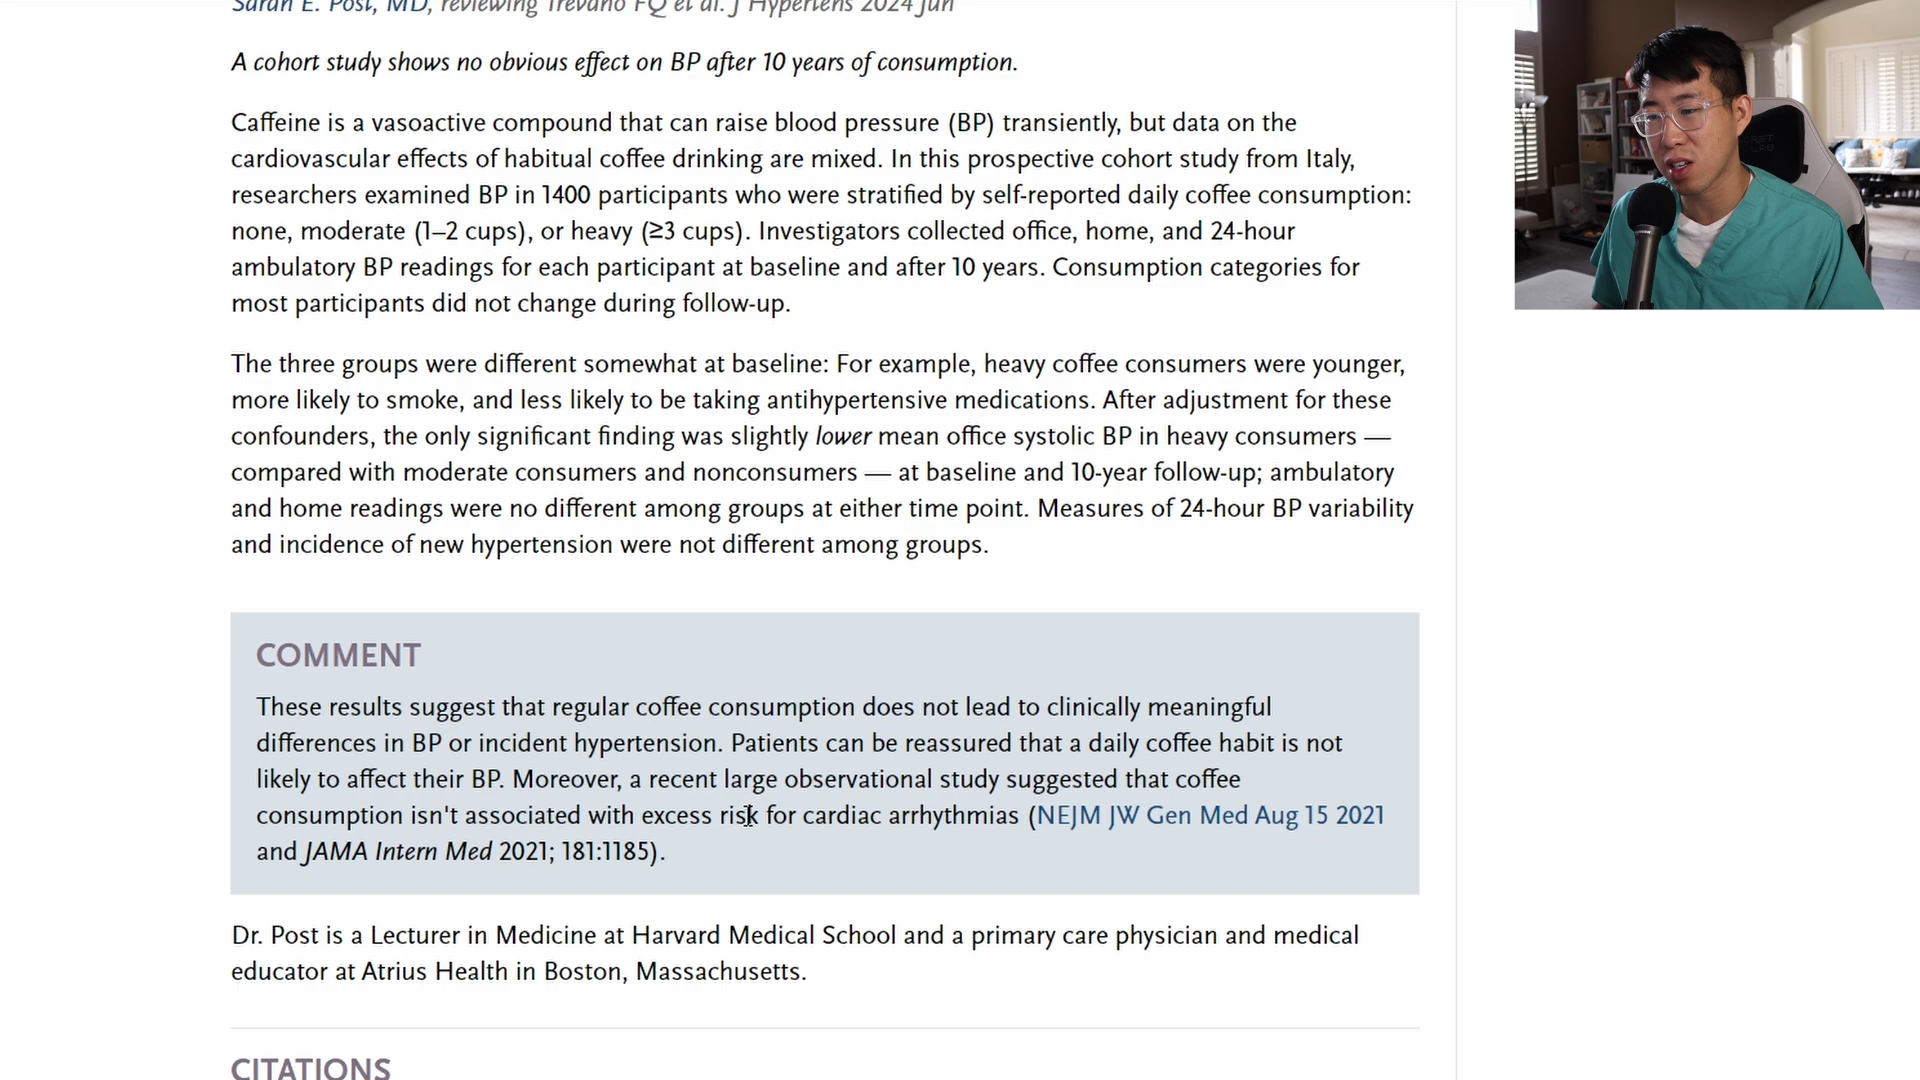 Sarah E. Post, MD, reviewing Trevano FQ et al. J Hypertens 2024 Jun
A cohort study shows no obvious effect on BP after 10 years of consumption.
Caffeine is a vasoactive compound that can raise blood pressure (BP) transiently, but data on the
cardiovascular effects of habitual coffee drinking are mixed. In this prospective cohort study from Italy,
researchers examined BP in 1400 participants who were stratified by self-reported daily coffee consumption:
none, moderate (1–2 cups), or heavy (≥3 cups). Investigators collected office, home, and 24-hour
ambulatory BP readings for each participant at baseline and after 10 years. Consumption categories for
most participants did not change during follow-up.
The three groups were different somewhat at baseline: For example, heavy coffee consumers were younger,
more likely to smoke, and less likely to be taking antihypertensive medications. After adjustment for these
confounders, the only significant finding was slightly lower mean office systolic BP in heavy consumers —
compared with moderate consumers and nonconsumers — at baseline and 10-year follow-up; ambulatory
and home readings were no different among groups at either time point. Measures of 24-hour BP variability
and incidence of new hypertension were not different among groups.
COMMENT
These results suggest that regular coffee consumption does not lead to clinically meaningful
differences in BP or incident hypertension. Patients can be reassured that a daily coffee habit is not
likely to affect their BP. Moreover, a recent large observational study suggested that coffee
consumption isn't associated with excess risk for cardiac arrhythmias (NEJM JW Gen Med Aug 15 2021
and JAMA Intern Med 2021; 181:1185).
Dr. Post is a Lecturer in Medicine at Harvard Medical School and a primary care physician and medical
educator at Atrius Health in Boston, Massachusetts.
CITATIONS